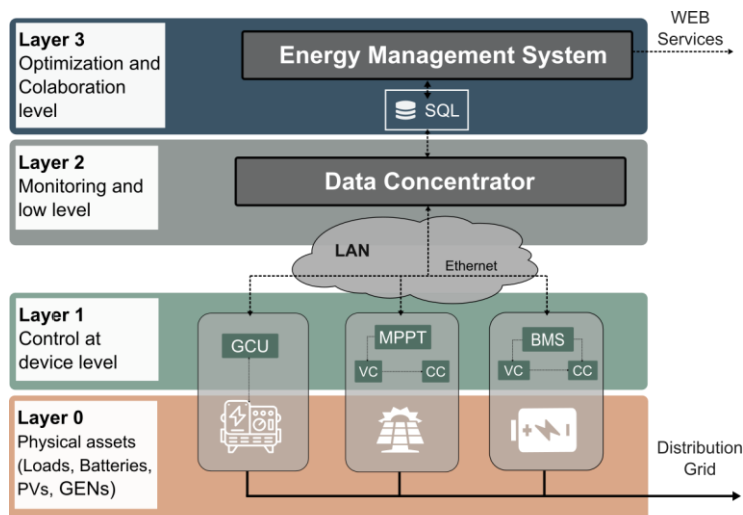 Layer 3
Optimization and
Colaboration
level
Energy Management System
WEB
Services
SQL
Layer 2
Monitoring and
low level
Data Concentrator
LAN
Ethernet
Layer 1
Control at
device level
GCU
MPPT
VC
CC
BMS
VC
CC
Layer 0
Physical assets
(Loads, Batteries,
PVs, GENs)
Distribution
Grid